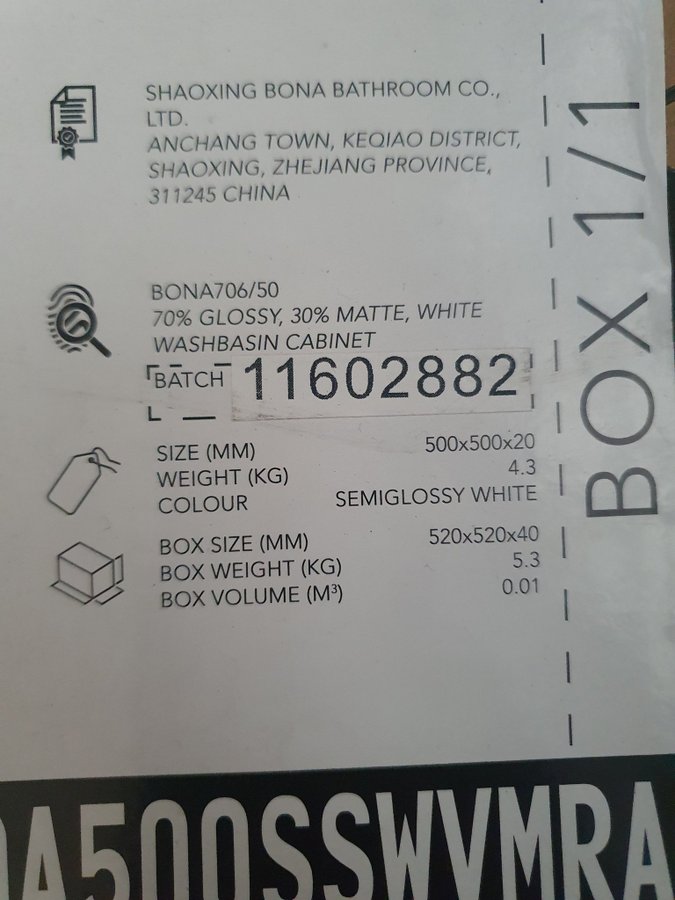 SHAOXING BONA BATHROOM CO.,
LTD.
ANCHANG TOWN, KEQIAO DISTRICT,
SHAOXING, ZHEJIANG PROVINCE,
311245 CHINA
BONA706/50
70% GLOSSY, 30% MATTE, WHITE
WASHBASIN CABINET
BATCH 11602882
SIZE (MM) 500x500x20
WEIGHT (KG) 4.3
COLOUR SEMIGLOSSY WHITE
BOX SIZE (MM) 520x520x40
BOX WEIGHT (KG) 5.3
BOX VOLUME (M³) 0.01
BOX 1/1
A500SSWVMRA